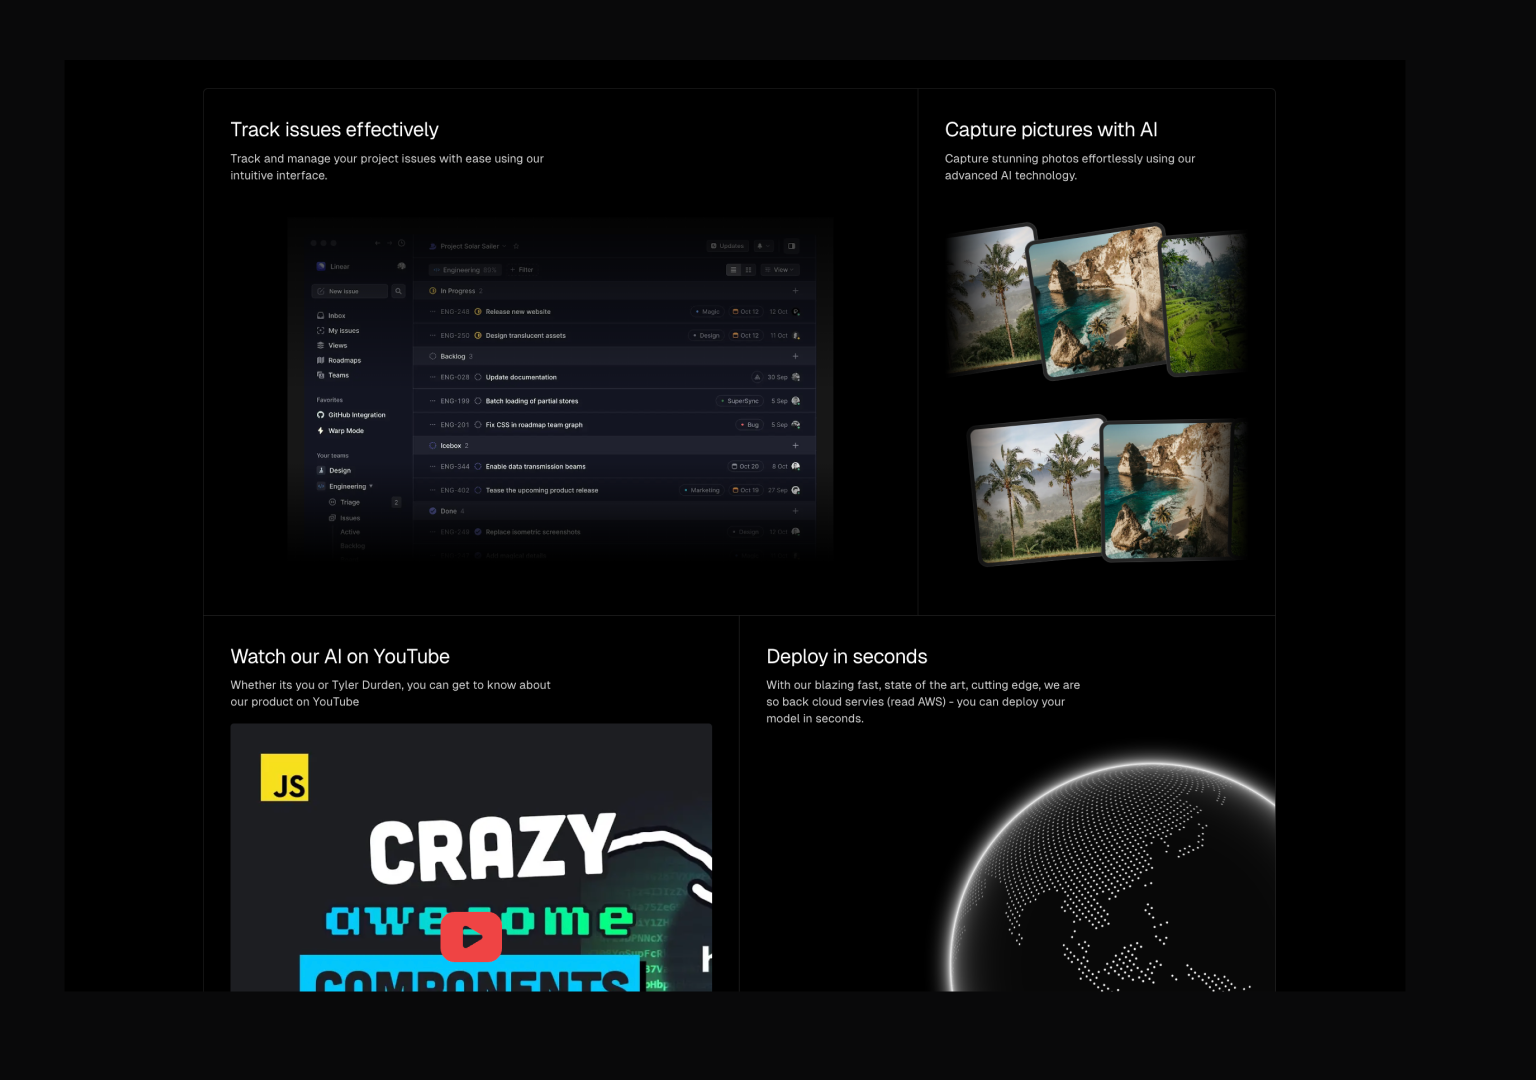 Track issues effectively
Track and manage your project issues with ease using our
intuitive interface.
Capture pictures with AI
Capture stunning photos effortlessly using our
advanced AI technology.
Project Solar Sailer
Updates
Linear
Engineering
Filter
View
New issue
In Progress 2
Inbox
ENG-248 Release new website Magic Oct 12 12 Oct
My issues
ENG-250 Design translucent assets Design Oct 12 11 Oct
Views
Backlog 3
Roadmaps
Teams
ENG-028 Update documentation 30 Sep
Favorites
ENG-199 Batch loading of partial stores SuperSync 5 Sep
GitHub Integration
ENG-201 Fix CSS in roadmap team graph Bug 5 Sep
Warp Mode
Icebox 2
Your teams
Design
ENG-344 Enable data transmission beams Oct 20 8 Oct
Engineering
ENG-402 Tease the upcoming product release Marketing Oct 19 27 Sep
Triage 2
Done 4
Issues
Active
Replace isometric screenshots Design
Backlog
Watch our AI on YouTube
Whether its you or Tyler Durden, you can get to know about
our product on YouTube
Deploy in seconds
With our blazing fast, state of the art, cutting edge, we are
so back cloud servies (read AWS) - you can deploy your
model in seconds.
JS
CRAZY
awesome
COMPONENTS